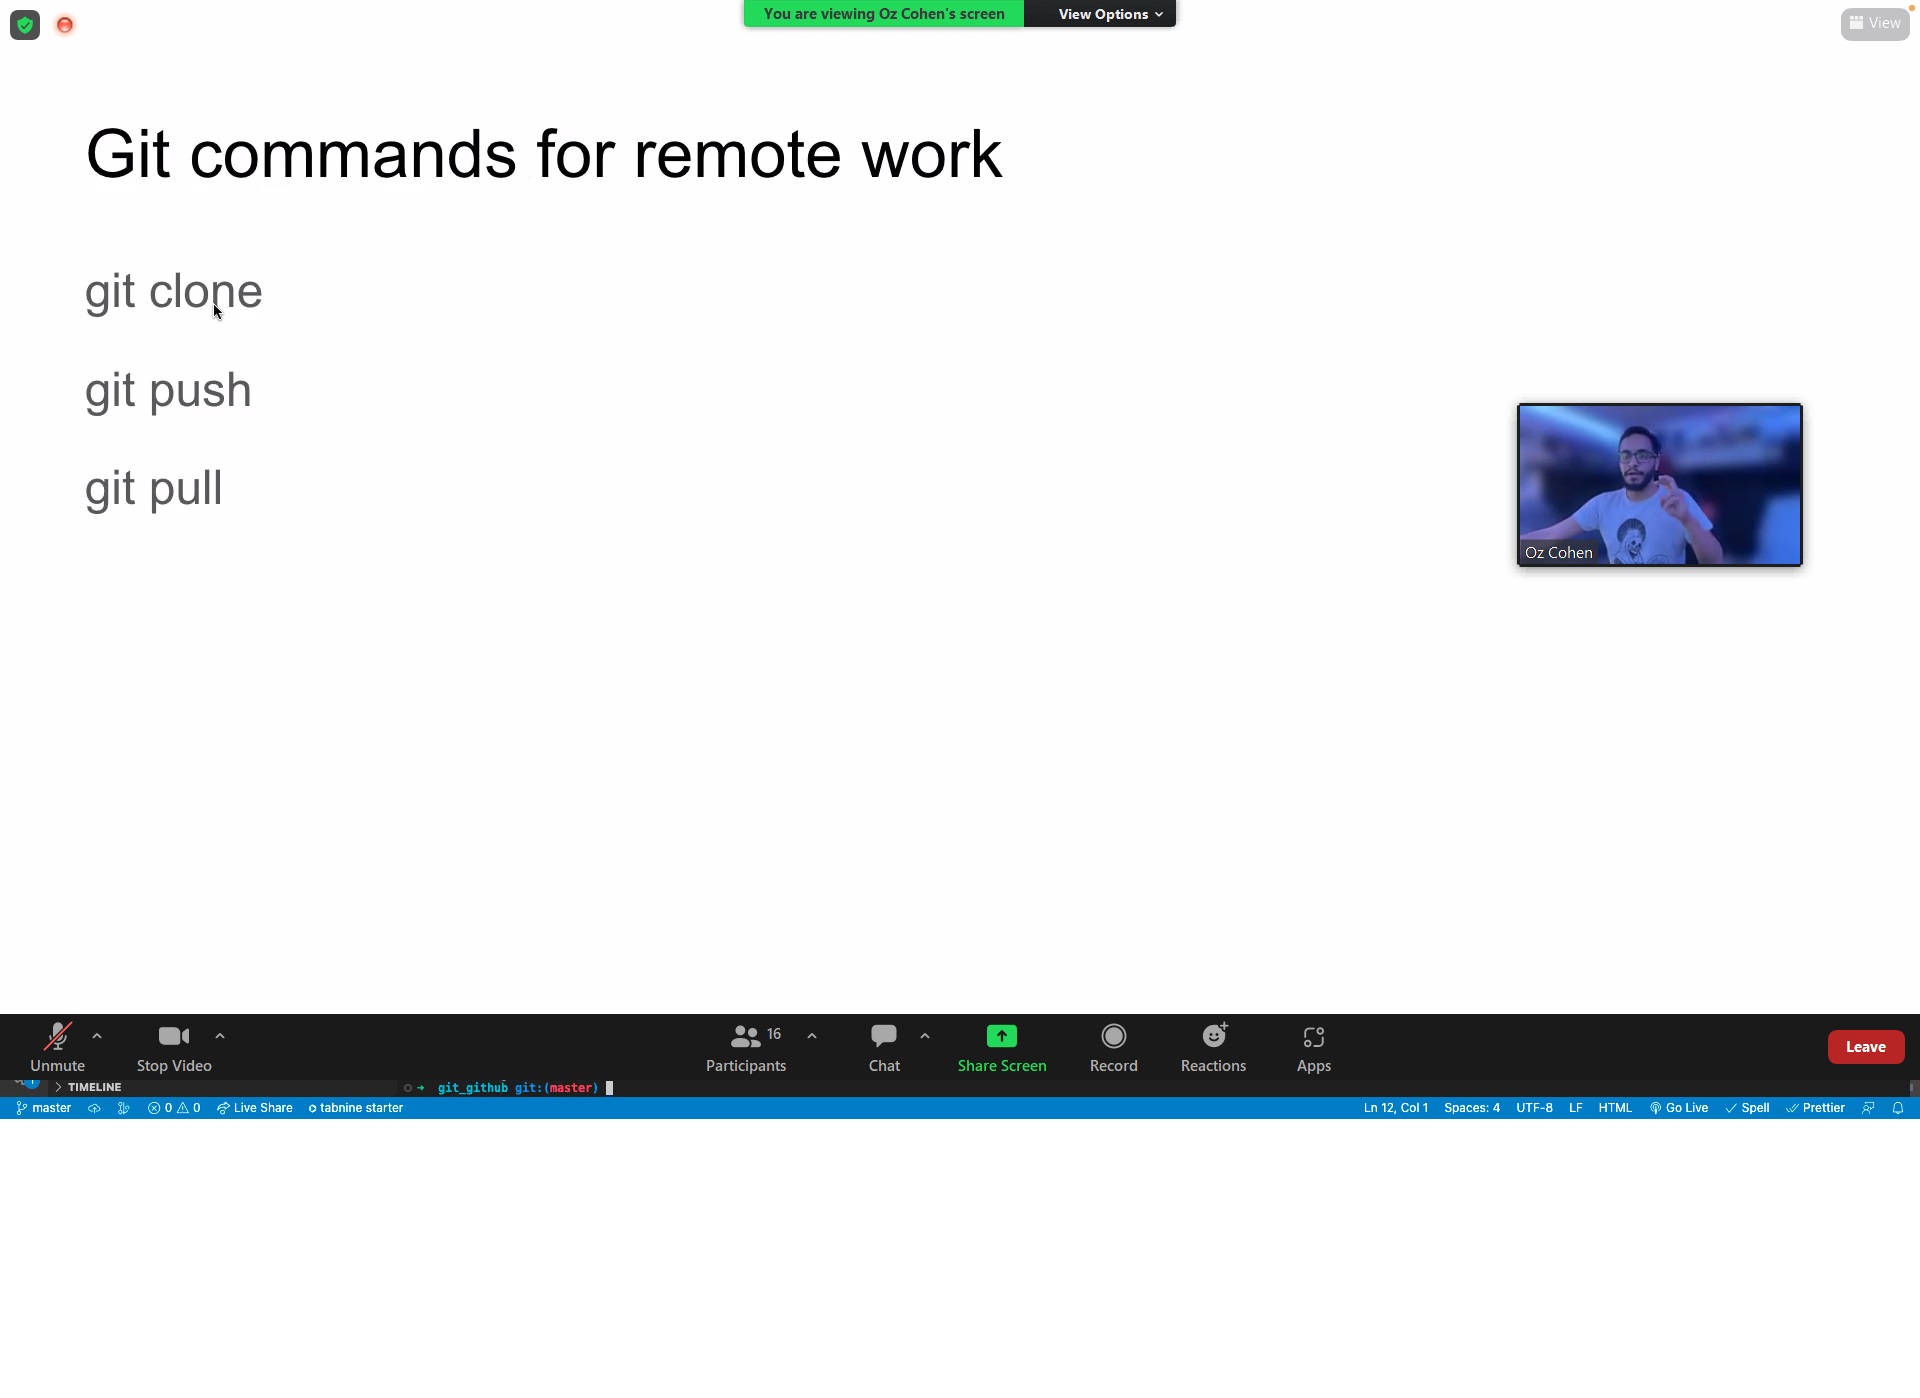 You are viewing Oz Cohen's screen
View Options
View
Git commands for remote work
git clone
git push
git pull
Oz Cohen
16
Unmute
Stop Video
Participants
Chat
Share Screen
Record
Reactions
Apps
Leave
TIMELINE
git_github git:(master)
master
0
0
Live Share
tabnine starter
Ln 12, Col 1
Spaces: 4
UTF-8
LF
HTML
Go Live
Spell
Prettier